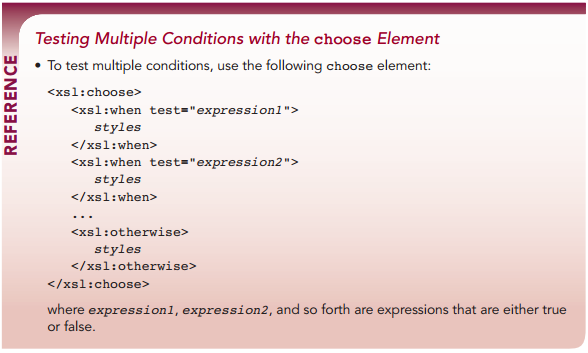 REFERENCE
Testing Multiple Conditions with the choose Element
• To test multiple conditions, use the following choose element:
<xsl:choose>
<xsl:when test="expression1">
styles
</xsl:when>
<xsl:when test="expression2">
styles
</xsl:when>
...
<xsl:otherwise>
styles
</xsl:otherwise>
</xsl:choose>
where expression1, expression2, and so forth are expressions that are either true
or false.